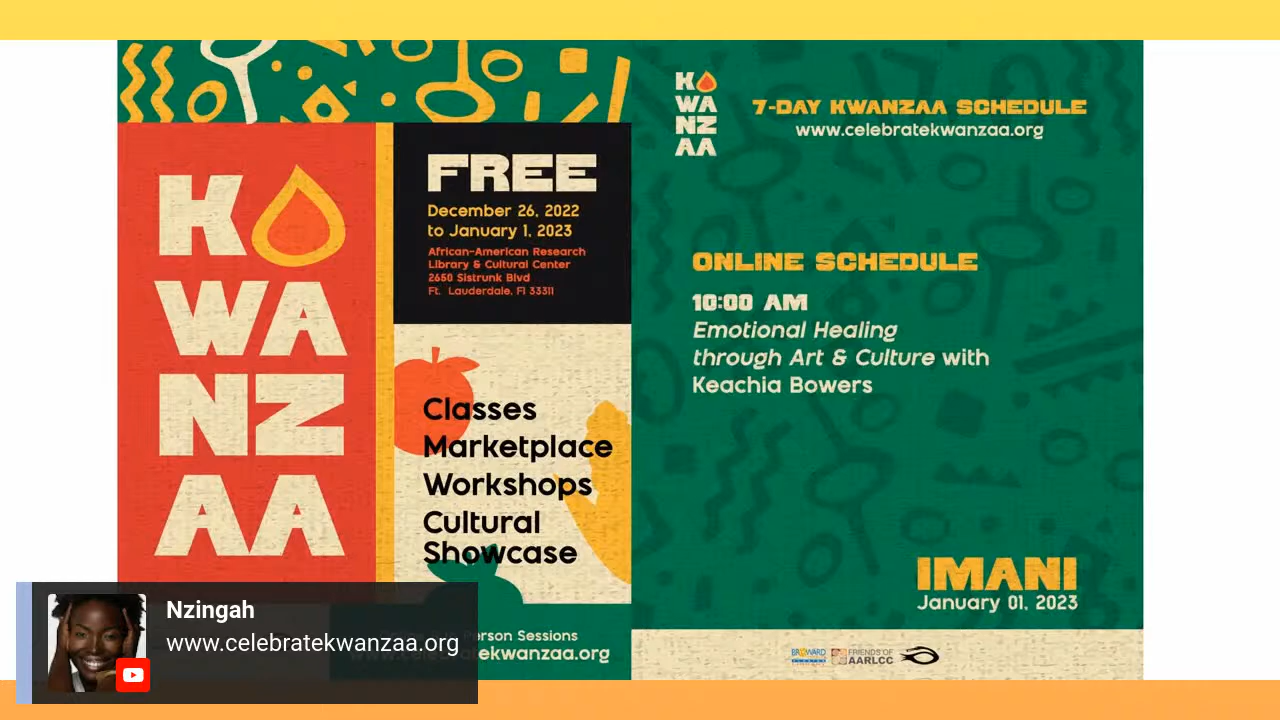 K
WA
NZ
AA
FREE
December 26, 2022
to January 1, 2023
African-American Research
Library & Cultural Center
2650 Sistrunk Blvd
Ft. Lauderdale, Fl 33311
Classes
Marketplace
Workshops
Cultural
Showcase
Person Sessions
ekwanzaa.org
Nzingah
www.celebratekwanzaa.org
K
WA
NZ
AA
7-DAY KWANZAA SCHEDULE
www.celebratekwanzaa.org
ONLINE SCHEDULE
10:00 AM
Emotional Healing
through Art & Culture with
Keachia Bowers
IMANI
January 01, 2023
BROWARD
FRIENDS OF
AARLCC